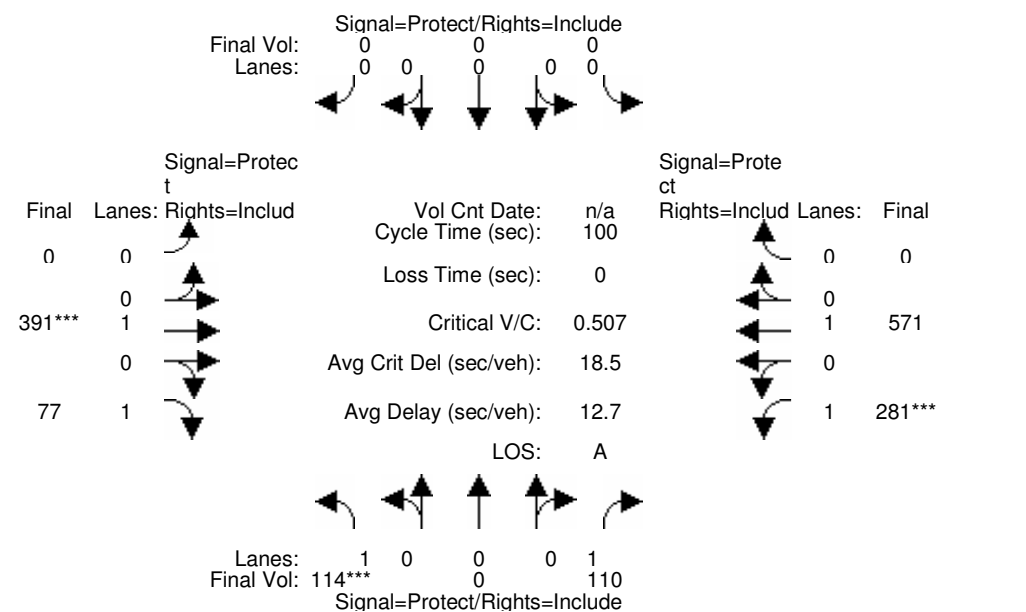 Signal=Protect/Rights=Include
Final Vol: 0 0 0
Lanes: 0 0 0 0 0
Signal=Protec Signal=Prote
t ct
Final Lanes: Rights=Includ Vol Cnt Date: n/a Rights=Includ Lanes: Final
Cycle Time (sec): 100
0 0 0 0
Loss Time (sec): 0
0 0
391*** 1 Critical V/C: 0.507 1 571
0 Avg Crit Del (sec/veh): 18.5 0
77 1 Avg Delay (sec/veh): 12.7 1 281***
LOS: A
Lanes: 1 0 0 0 1
Final Vol: 114*** 0 110
Signal=Protect/Rights=Include